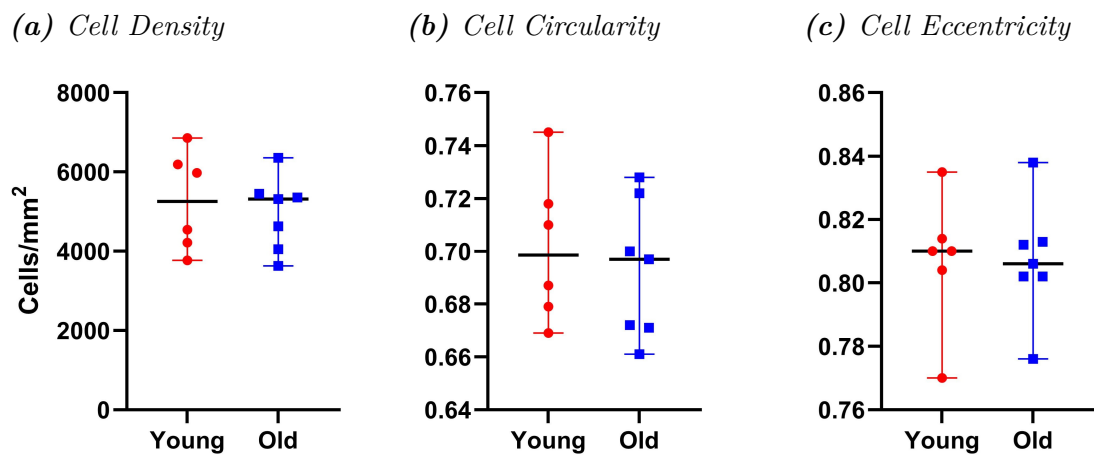 (a) Cell Density
(b) Cell Circularity
(c) Cell Eccentricity
Cells/mm²
8000
6000
4000
2000
0
Young
Old
0.76
0.74
0.72
0.70
0.68
0.66
0.64
Young
Old
0.86
0.84
0.82
0.80
0.78
0.76
Young
Old